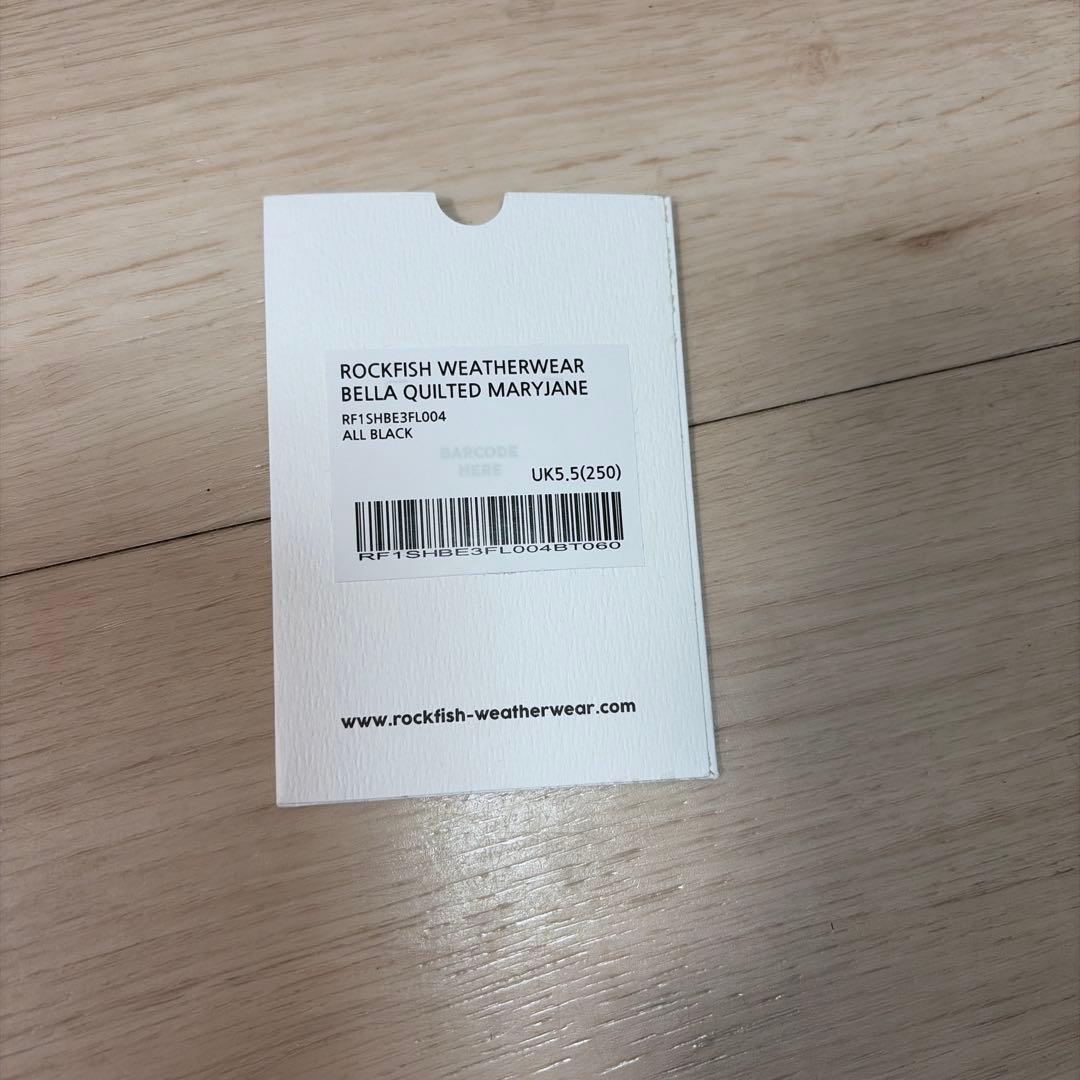 ROCKFISH WEATHERWEAR
BELLA QUILTED MARYJANE
RF1SHBE3FL004
ALL BLACK
BARCODE
HERE
UK5.5(250)
RF1SHBE3FL004BT060
www.rockfish-weatherwear.com